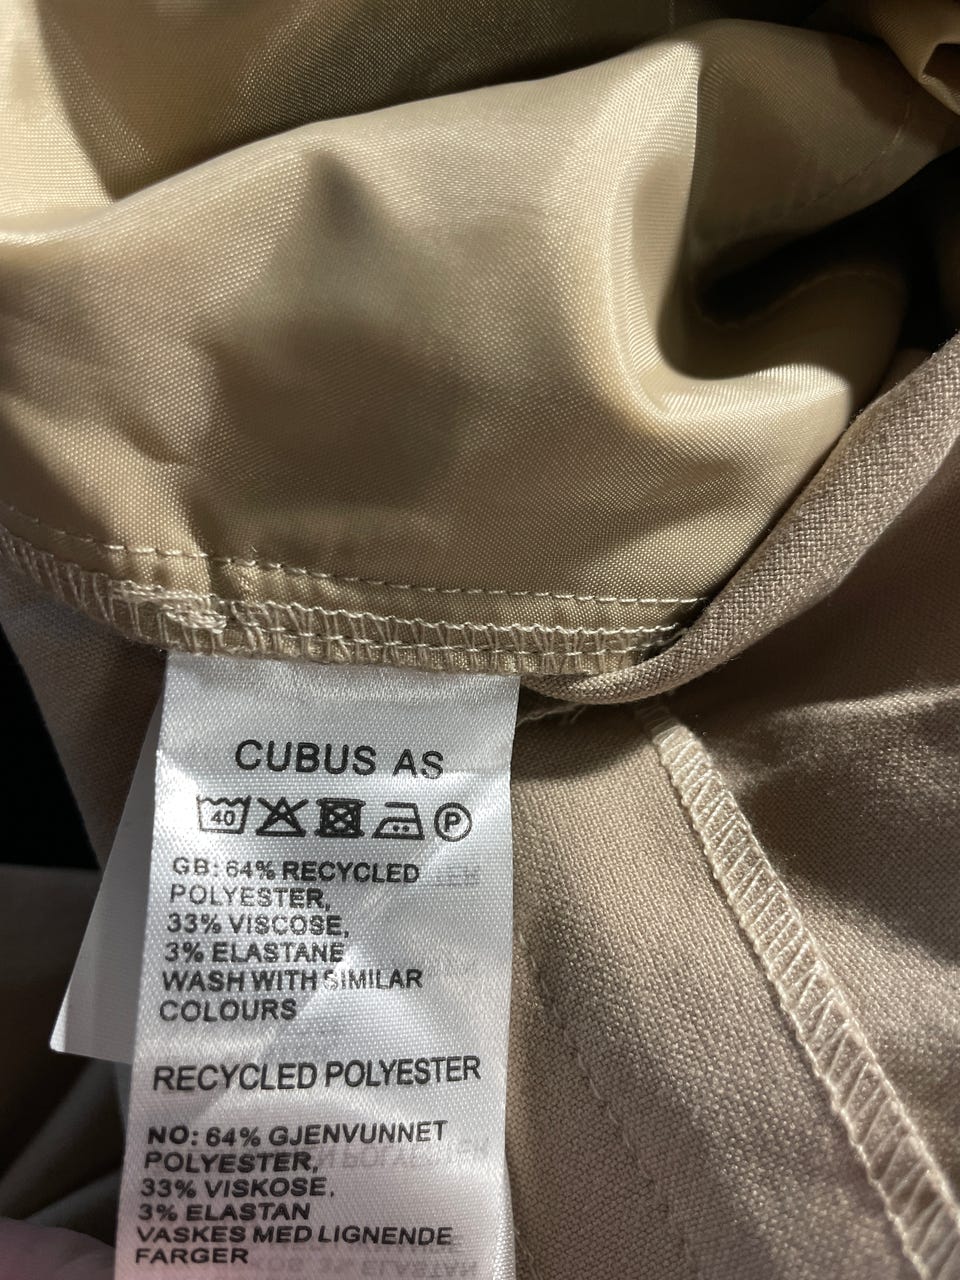 CUBUS AS
40 P
GB: 64% RECYCLED
POLYESTER,
33% VISCOSE,
3% ELASTANE
WASH WITH SIMILAR
COLOURS
RECYCLED POLYESTER
NO: 64% GJENVUNNET
POLYESTER,
33% VISKOSE,
3% ELASTAN
VASKES MED LIGNENDE
FARGER